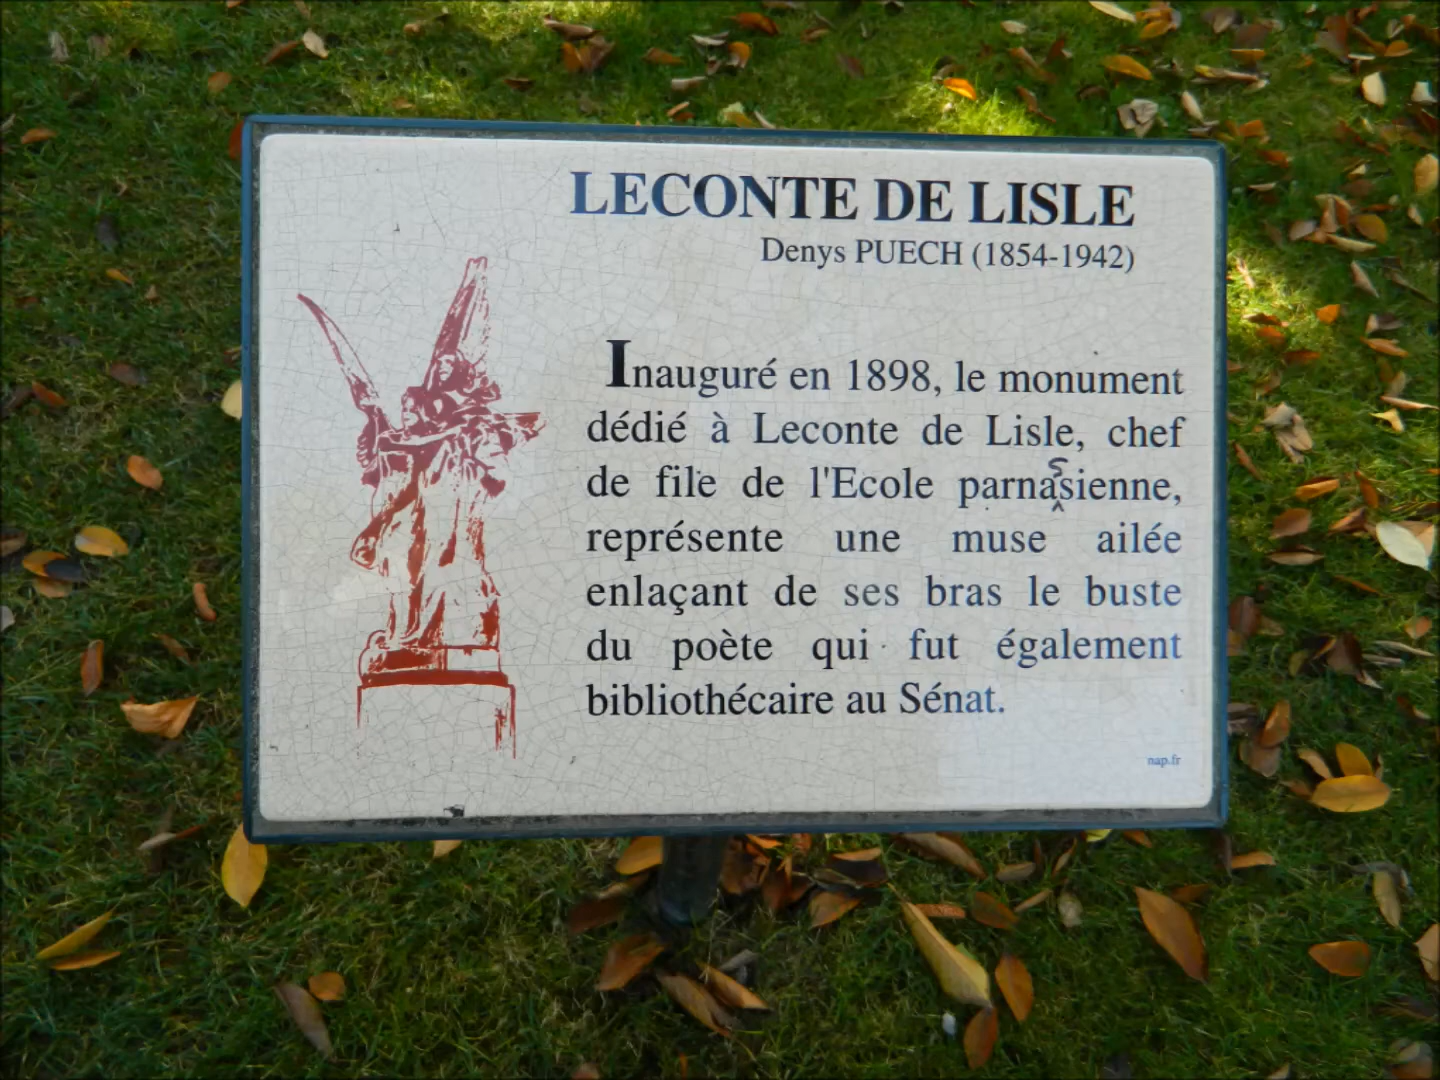 LECONTE DE LISLE
Denys PUECH (1854-1942)
Inauguré en 1898, le monument
dédié à Leconte de Lisle, chef
de file de l'Ecole parnassienne,
représente une muse ailée
enlaçant de ses bras le buste
du poète qui fut également
bibliothécaire au Sénat.
nap.fr